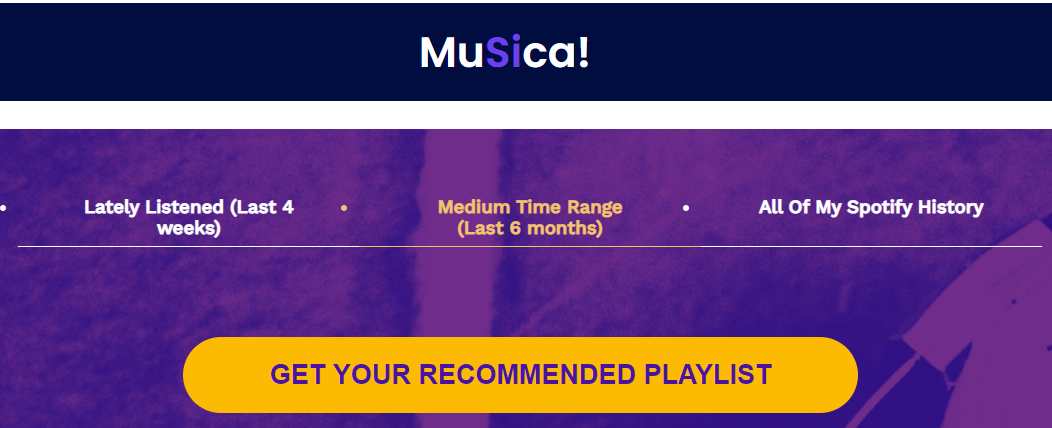 MuSica!
Lately Listened (Last 4
weeks)
Medium Time Range
(Last 6 months)
All Of My Spotify History
GET YOUR RECOMMENDED PLAYLIST